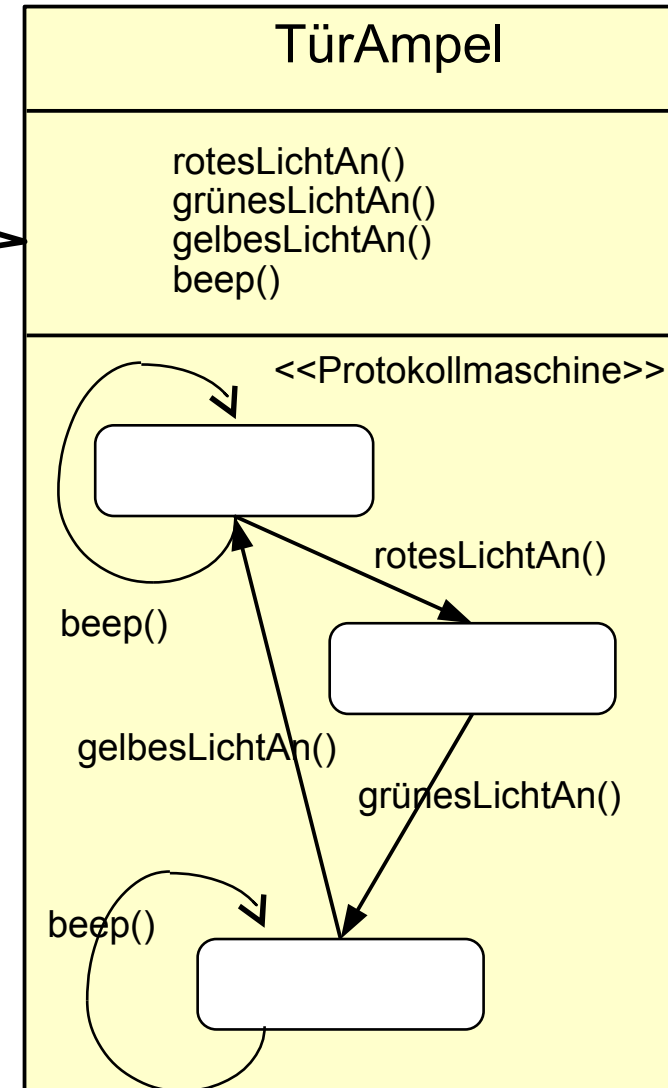 TürAmpel
rotesLichtAn()
grünesLichtAn()
gelbesLichtAn()
beep()
<<Protokollmaschine>>
rotesLichtAn()
beep()
gelbesLichtAn()
grünesLichtAn()
beep()